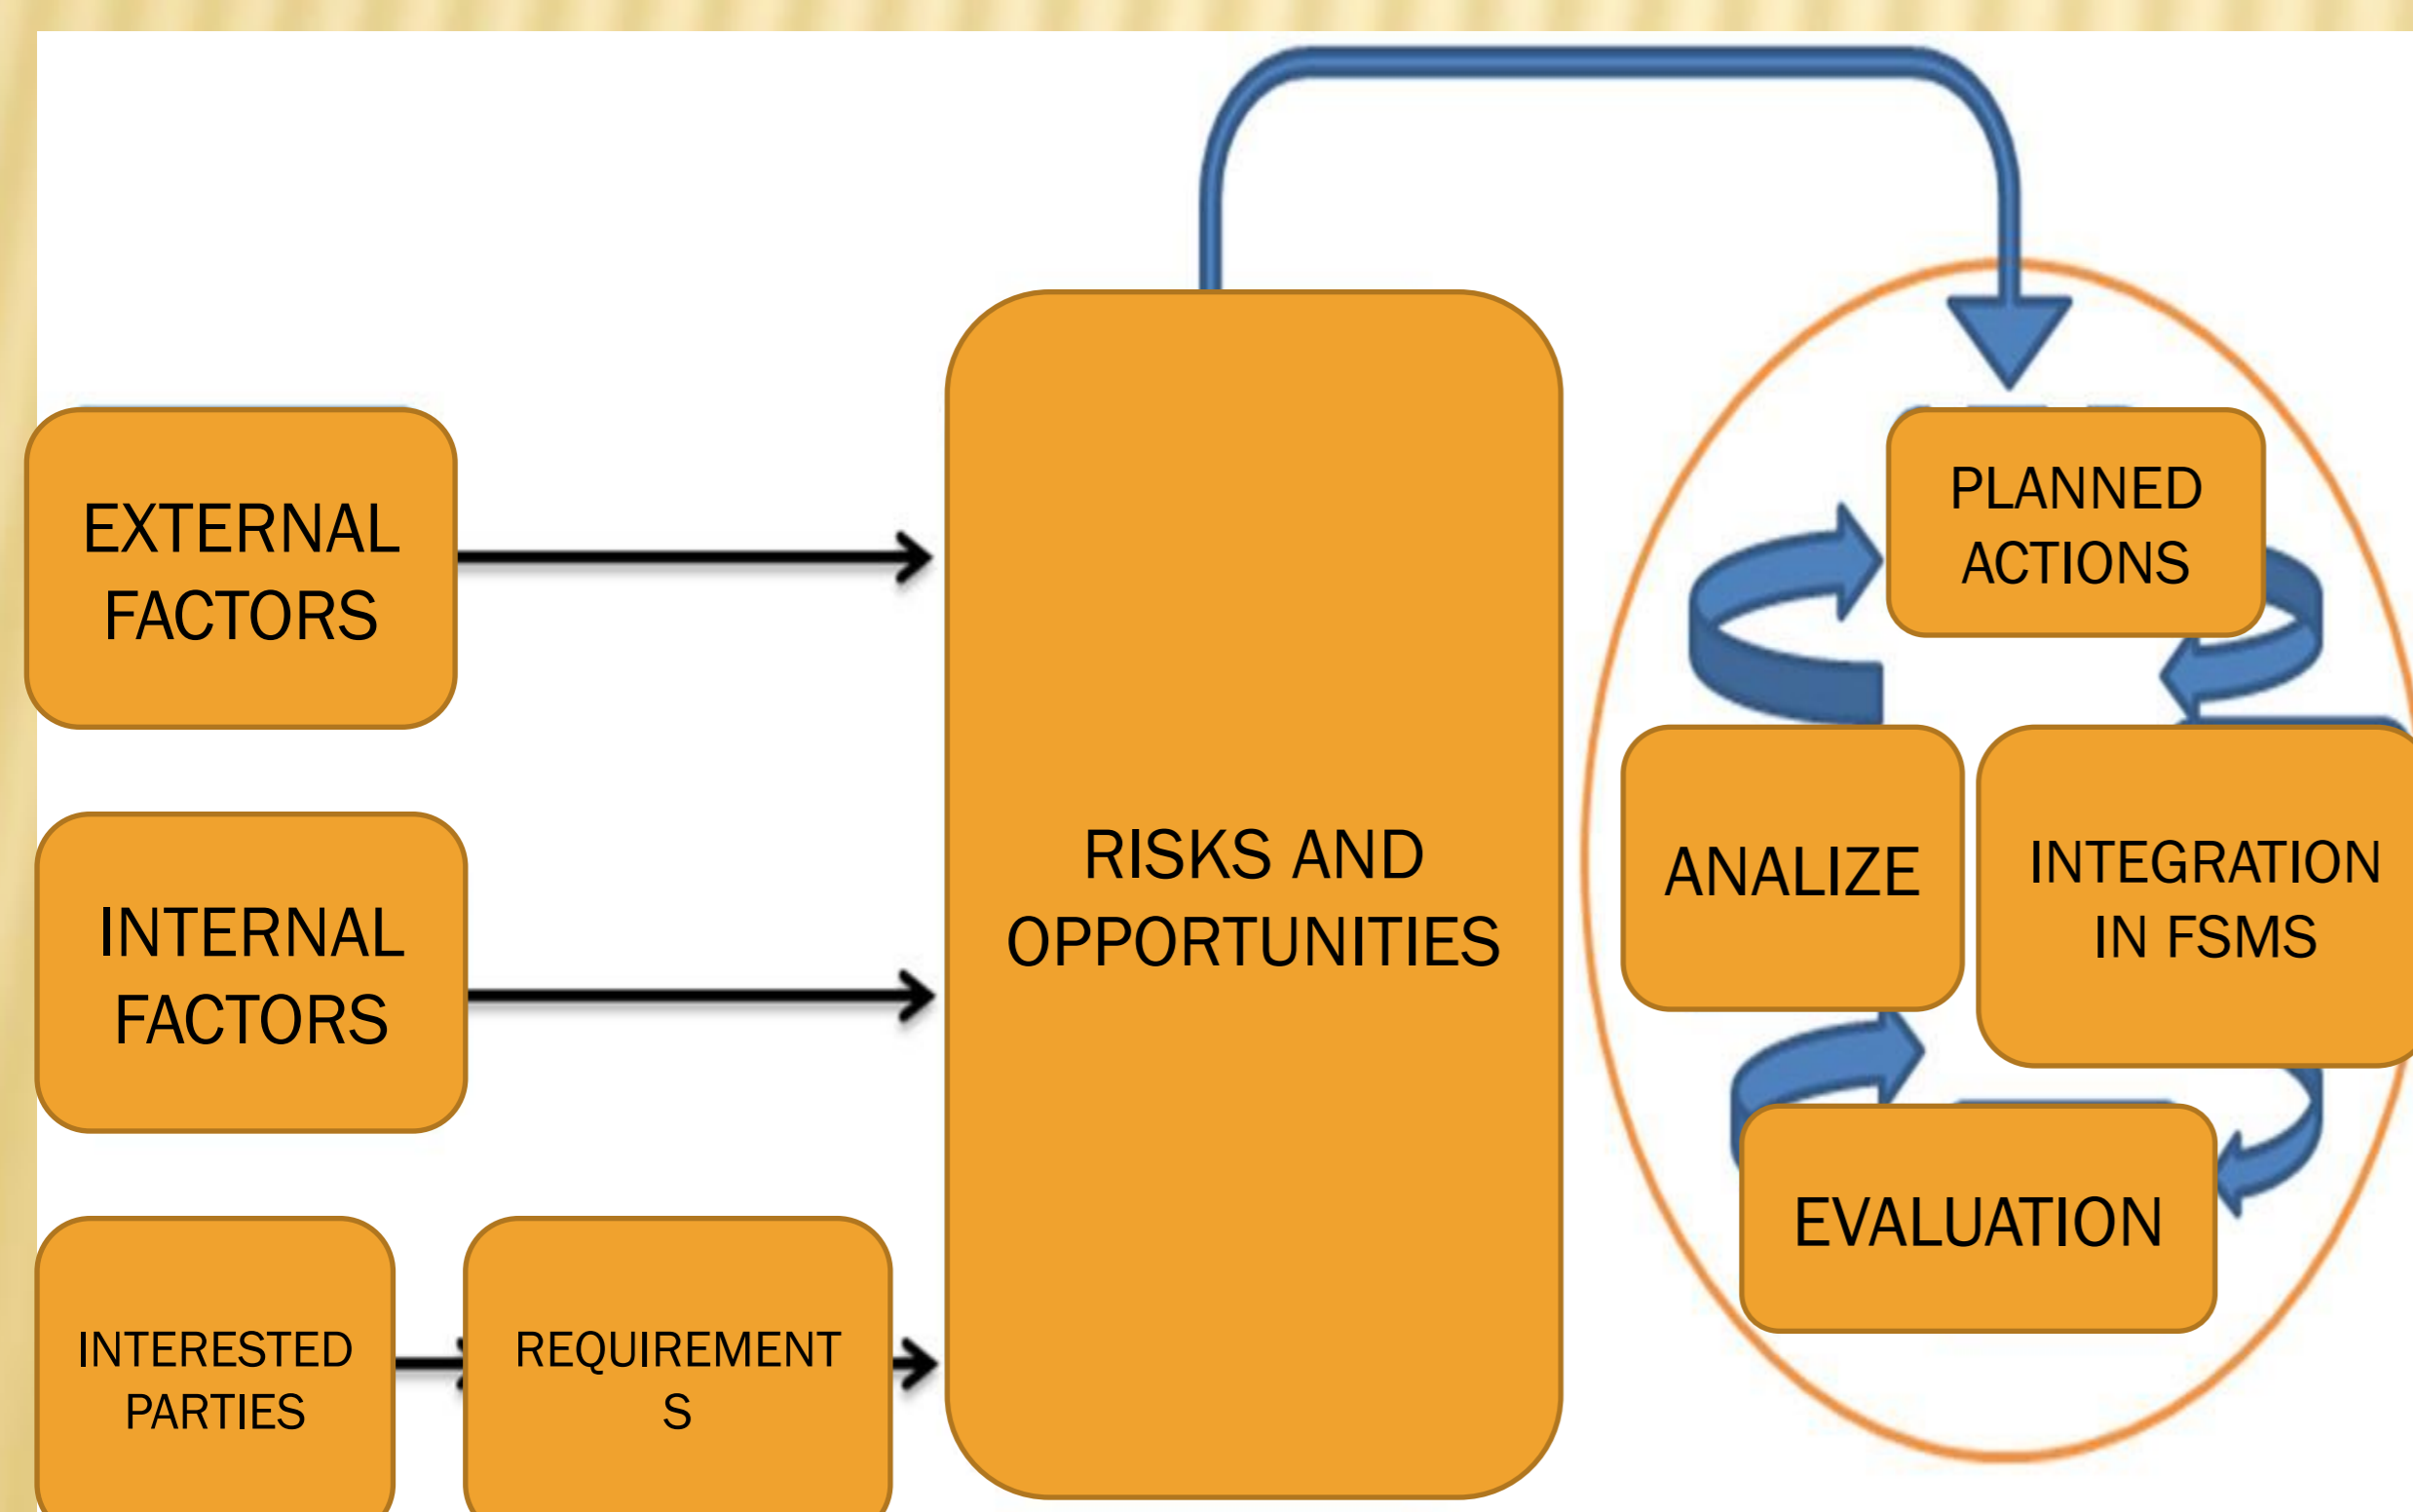 EXTERNAL
FACTORS
INTERNAL
FACTORS
INTERESTED
PARTIES
REQUIREMENT
S
RISKS AND
OPPORTUNITIES
PLANNED
ACTIONS
ANALIZE
INTEGRATION
IN FSMS
EVALUATION